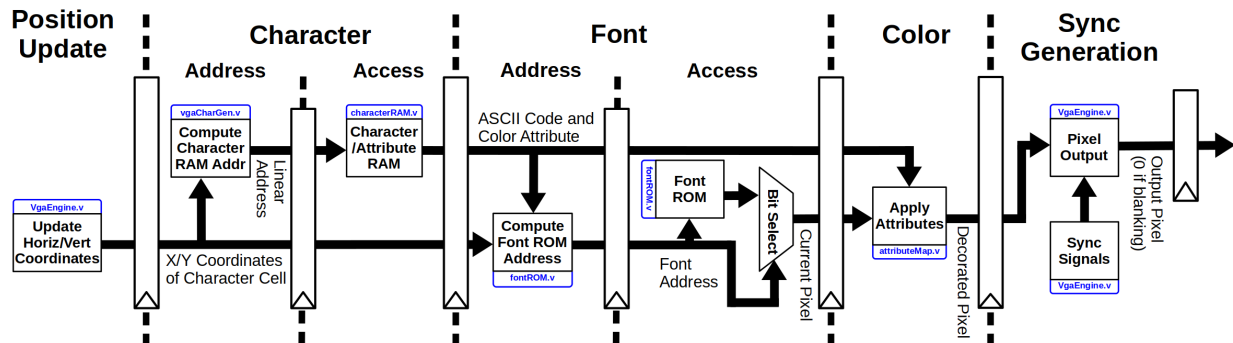 Position
Update
Character
Font
Color
Sync
Generation
Address
Access
Address
Access
VgaEngine.v
Update
Horiz/Vert
Coordinates
vgaCharGen.v
Compute
Character
RAM Addr
X/Y Coordinates
of Character Cell
Linear
Address
characterRAM.v
Character
/Attribute
RAM
ASCII Code and
Color Attribute
Compute
Font ROM
Address
fontROM.v
fontROM.v
Font
ROM
Font
Address
Bit Select
Current Pixel
Apply
Attributes
attributeMap.v
Decorated Pixel
VgaEngine.v
Pixel
Output
Sync
Signals
VgaEngine.v
Output Pixel
(0 if blanking)